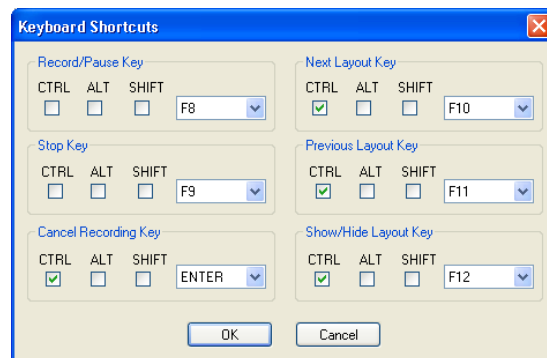 Keyboard Shortcuts
Record/Pause Key
CTRL ALT SHIFT
F8
Next Layout Key
CTRL ALT SHIFT
F10
Stop Key
CTRL ALT SHIFT
F9
Previous Layout Key
CTRL ALT SHIFT
F11
Cancel Recording Key
CTRL ALT SHIFT
ENTER
Show/Hide Layout Key
CTRL ALT SHIFT
F12
OK
Cancel